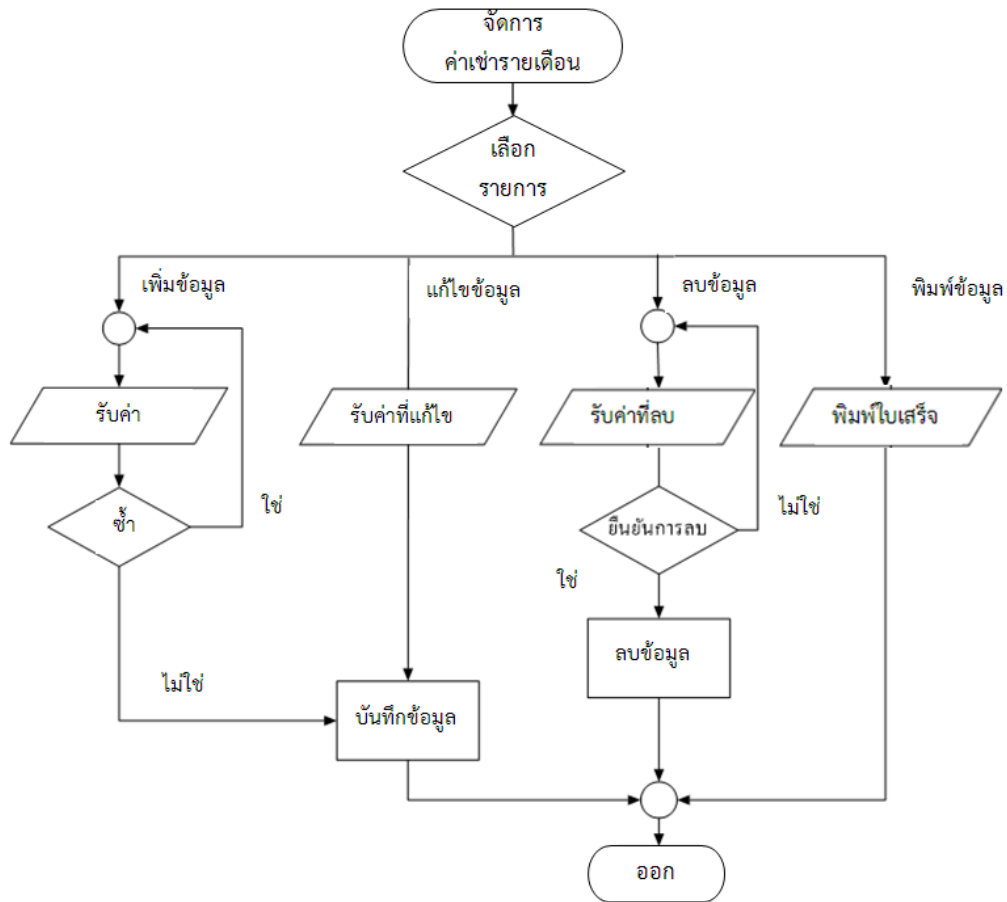 จัดการ
ค่าเช่ารายเดือน
เลือก
รายการ
เพิ่มข้อมูล
แก้ไขข้อมูล
ลบข้อมูล
พิมพ์ข้อมูล
รับค่า
รับค่าที่แก้ไข
รับค่าที่ลบ
พิมพ์ใบเสร็จ
ซ้ำ
ใช่
ยืนยันการลบ
ไม่ใช่
ใช่
ลบข้อมูล
ไม่ใช่
บันทึกข้อมูล
ออก